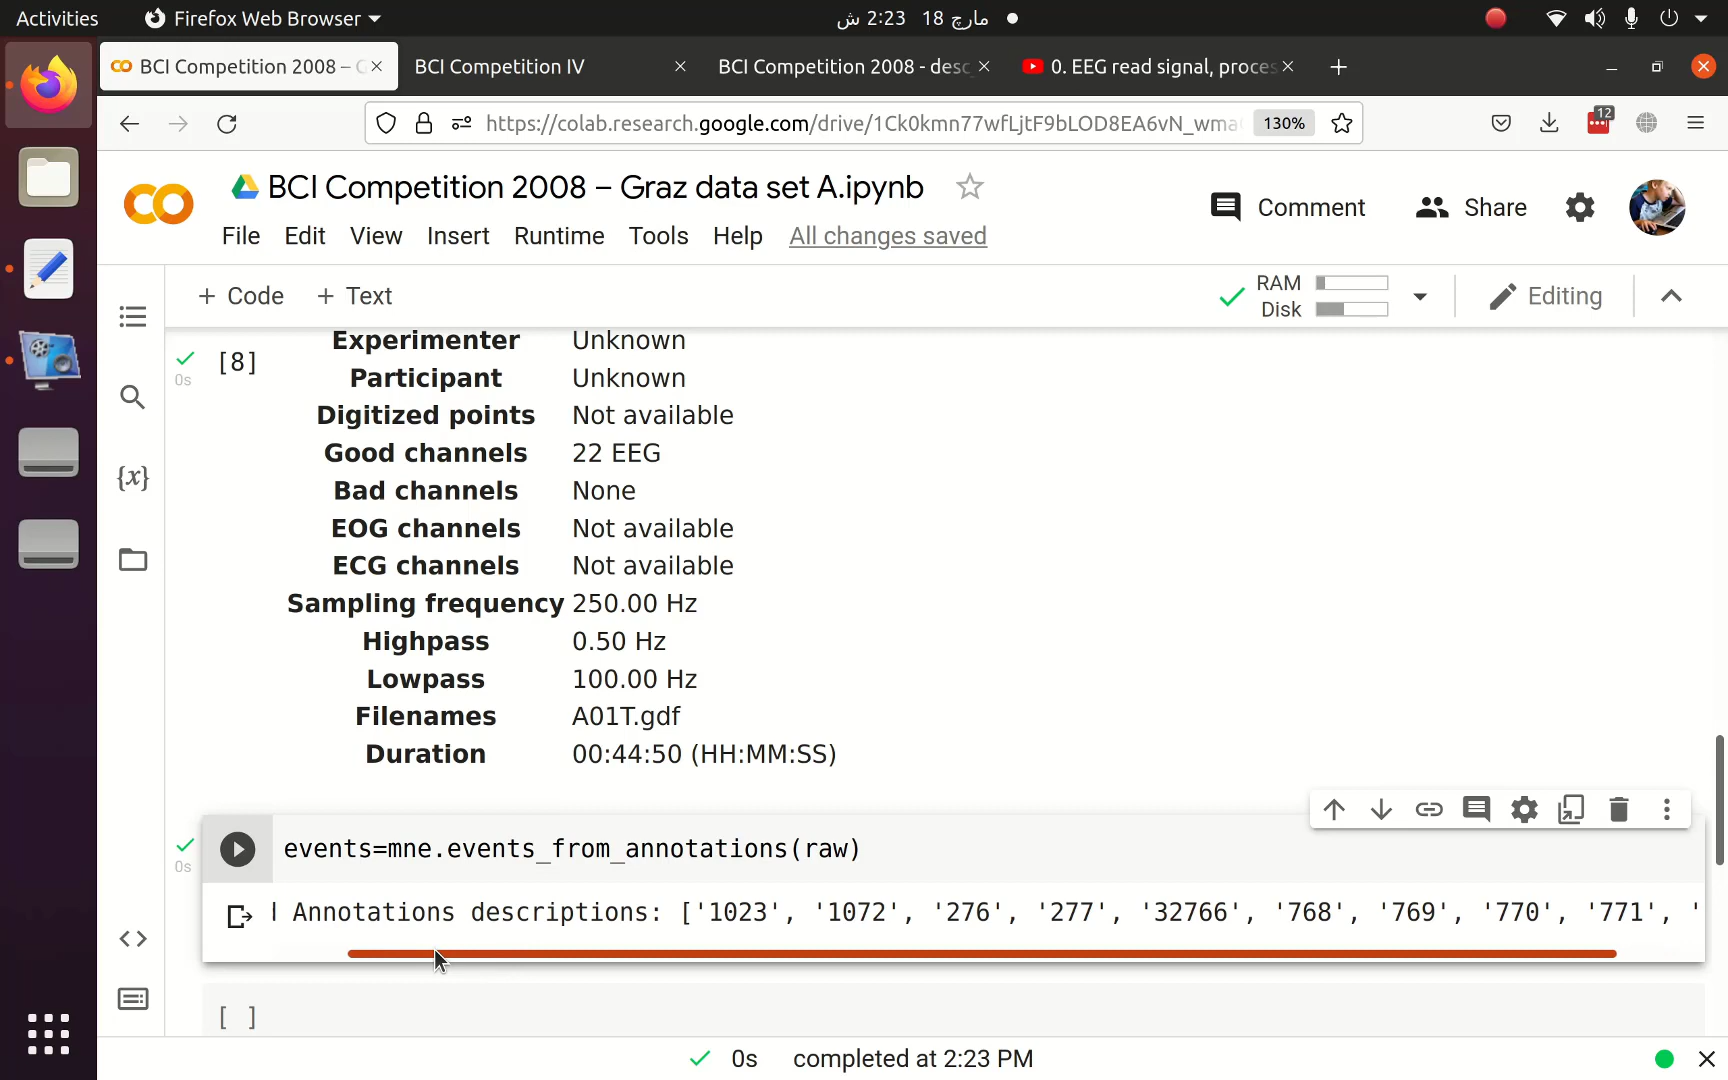 Activities Firefox Web Browser 2:23 ش مارچ 18
BCI Competition 2008 – G BCI Competition IV BCI Competition 2008 - desc 0. EEG read signal, proces
https://colab.research.google.com/drive/1Ck0kmn77wfLjtF9bLOD8EA6vN_wma 130% 12
BCI Competition 2008 – Graz data set A.ipynb
Comment Share
File Edit View Insert Runtime Tools Help All changes saved
+ Code + Text RAM Disk Editing
[8] Experimenter Unknown
0s Participant Unknown
Digitized points Not available
Good channels 22 EEG
Bad channels None
EOG channels Not available
ECG channels Not available
Sampling frequency 250.00 Hz
Highpass 0.50 Hz
Lowpass 100.00 Hz
Filenames A01T.gdf
Duration 00:44:50 (HH:MM:SS)
0s events=mne.events_from_annotations(raw)
Annotations descriptions: ['1023', '1072', '276', '277', '32766', '768', '769', '770', '771', '
[ ]
0s completed at 2:23 PM